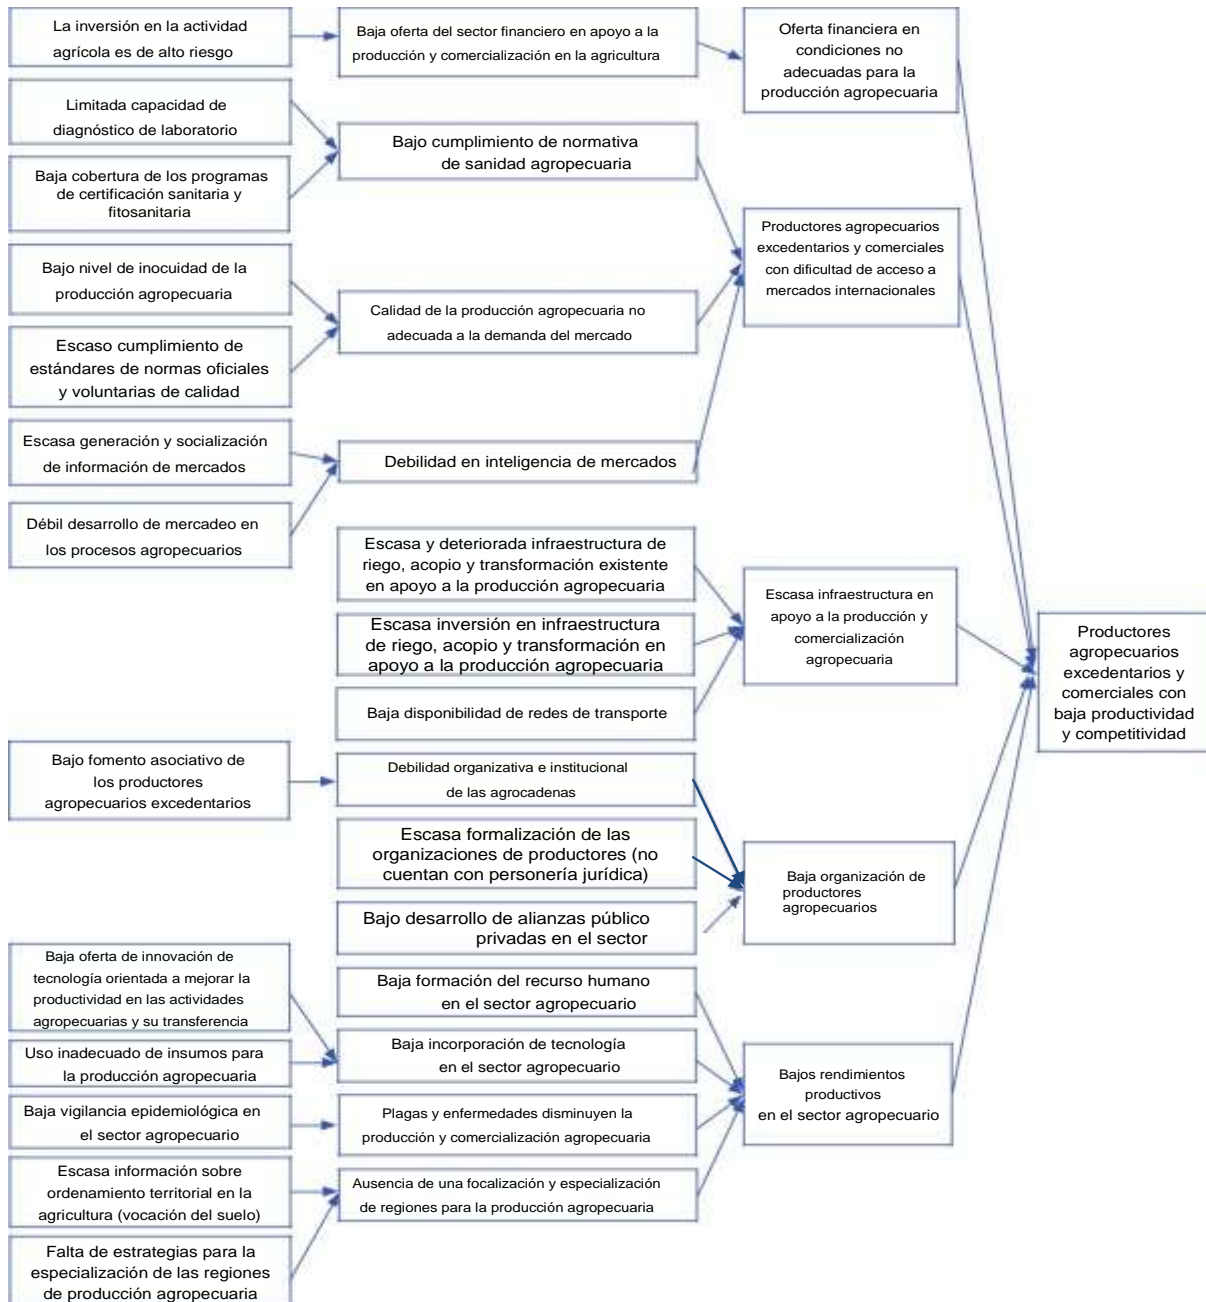 La inversión en la actividad
agrícola es de alto riesgo
Baja oferta del sector financiero en apoyo a la
producción y comercialización en la agricultura
Oferta financiera en
condiciones no
adecuadas para la
producción agropecuaria
Limitada capacidad de
diagnóstico de laboratorio
Baja cobertura de los programas
de certificación sanitaria y
fitosanitaria
Bajo cumplimiento de normativa
de sanidad agropecuaria
Productores agropecuarios
excedentarios y comerciales
con dificultad de acceso a
mercados internacionales
Bajo nivel de inocuidad de la
producción agropecuaria
Escaso cumplimiento de
estándares de normas oficiales
y voluntarias de calidad
Calidad de la producción agropecuaria no
adecuada a la demanda del mercado
Escasa generación y socialización
de información de mercados
Débil desarrollo de mercadeo en
los procesos agropecuarios
Debilidad en inteligencia de mercados
Escasa y deteriorada infraestructura de
riego, acopio y transformación existente
en apoyo a la producción agropecuaria
Escasa inversión en infraestructura
de riego, acopio y transformación en
apoyo a la producción agropecuaria
Baja disponibilidad de redes de transporte
Escasa infraestructura en
apoyo a la producción y
comercialización
agropecuaria
Productores
agropecuarios
excedentarios y
comerciales con
baja productividad
y competitividad
Bajo fomento asociativo de
los productores
agropecuarios excedentarios
Debilidad organizativa e institucional
de las agrocadenas
Escasa formalización de las
organizaciones de productores (no
cuentan con personería jurídica)
Bajo desarrollo de alianzas público
privadas en el sector
Baja organización de
productores
agropecuarios
Baja oferta de innovación de
tecnología orientada a mejorar la
productividad en las actividades
agropecuarias y su transferencia
Uso inadecuado de insumos para
la producción agropecuaria
Baja vigilancia epidemiológica en
el sector agropecuario
Escasa información sobre
ordenamiento territorial en la
agricultura (vocación del suelo)
Falta de estrategias para la
especialización de las regiones
de producción agropecuaria
Baja formación del recurso humano
en el sector agropecuario
Baja incorporación de tecnología
en el sector agropecuario
Plagas y enfermedades disminuyen la
producción y comercialización agropecuaria
Ausencia de una focalización y especialización
de regiones para la producción agropecuaria
Bajos rendimientos
productivos
en el sector agropecuario